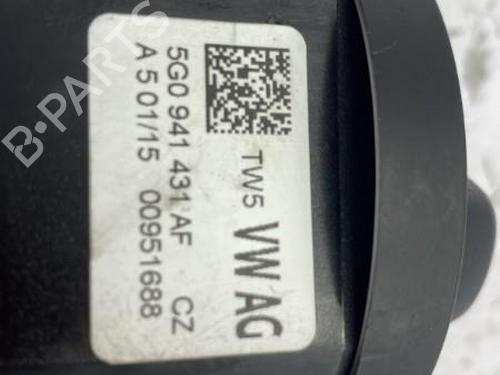 TW5 VW AG
5G0 941 431 AF CZ
A 5 01/15 00951688
B-PARTS